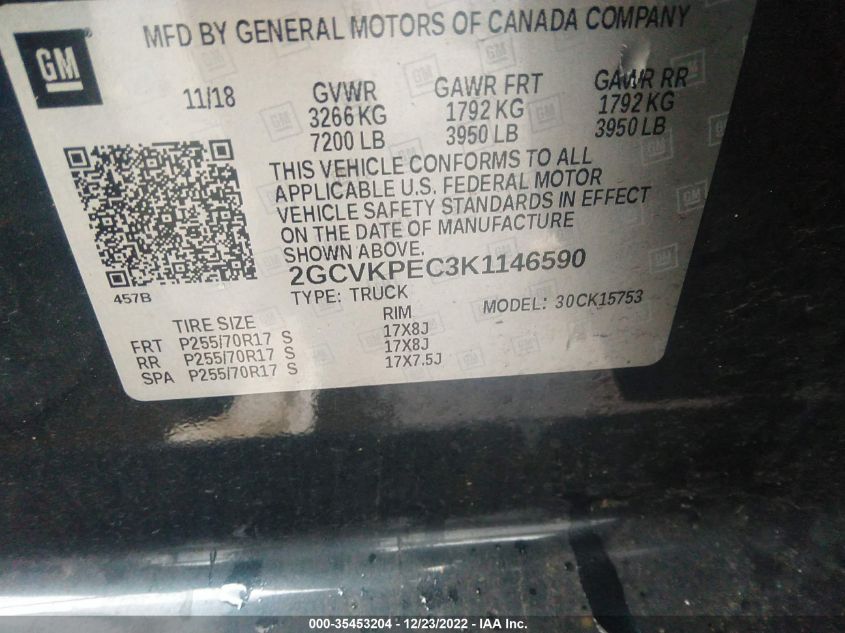 MFD BY GENERAL MOTORS OF CANADA COMPANY
GM
11/18 GVWR GAWR FRT GAWR RR
3266 KG 1792 KG 1792 KG
7200 LB 3950 LB 3950 LB
THIS VEHICLE CONFORMS TO ALL
APPLICABLE U.S. FEDERAL MOTOR
VEHICLE SAFETY STANDARDS IN EFFECT
ON THE DATE OF MANUFACTURE
SHOWN ABOVE.
2GCVKPEC3K1146590
457B
TYPE: TRUCK MODEL: 30CK15753
TIRE SIZE RIM
FRT P255/70R17 S 17X8J
RR P255/70R17 S 17X8J
SPA P255/70R17 S 17X7.5J
000-35453204 - 12/23/2022 - IAA Inc.